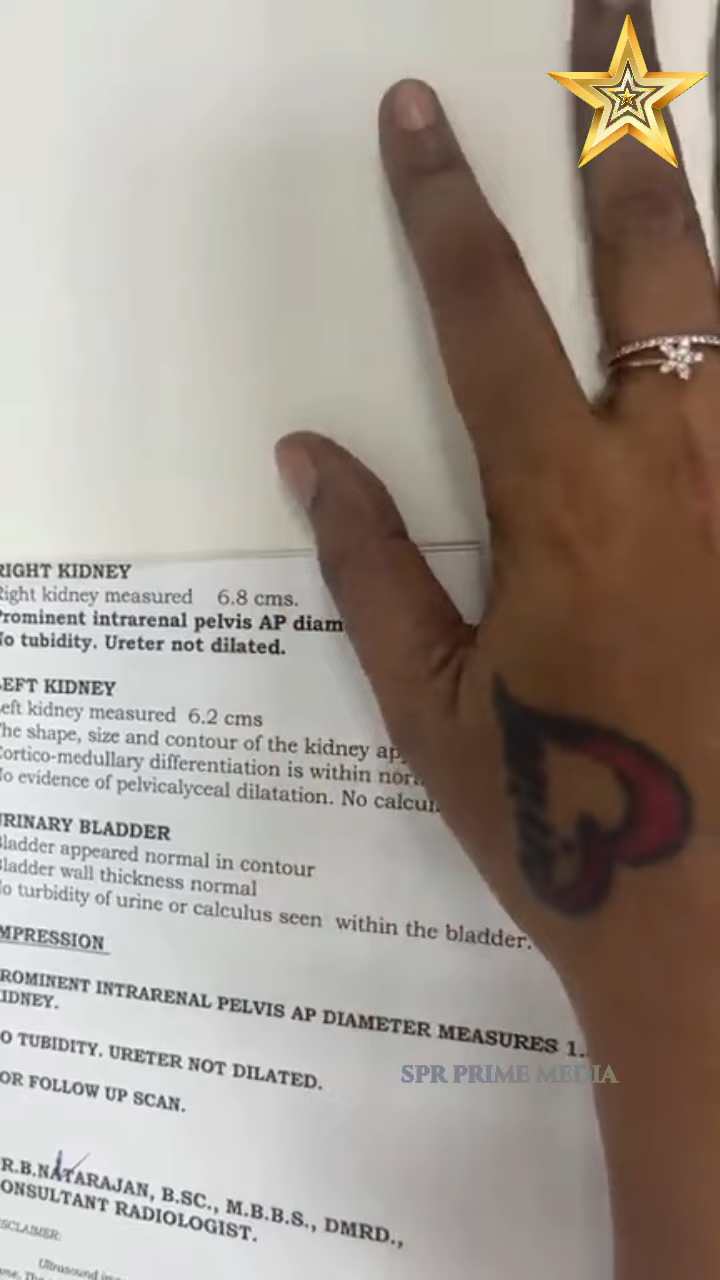 RIGHT KIDNEY
Right kidney measured 6.8 cms.
Prominent intrarenal pelvis AP diam
No tubidity. Ureter not dilated.
LEFT KIDNEY
Left kidney measured 6.2 cms
The shape, size and contour of the kidney ap
Cortico-medullary differentiation is within nor
No evidence of pelvicalyceal dilatation. No calcu
URINARY BLADDER
Bladder appeared normal in contour
Bladder wall thickness normal
No turbidity of urine or calculus seen within the bladder.
IMPRESSION
PROMINENT INTRARENAL PELVIS AP DIAMETER MEASURES 1.
KIDNEY.
NO TUBIDITY. URETER NOT DILATED.
FOR FOLLOW UP SCAN.
SPR PRIME MEDIA
DR.B.NATARAJAN, B.SC., M.B.B.S., DMRD.,
CONSULTANT RADIOLOGIST.
DISCLAIMER:
Ultrasound